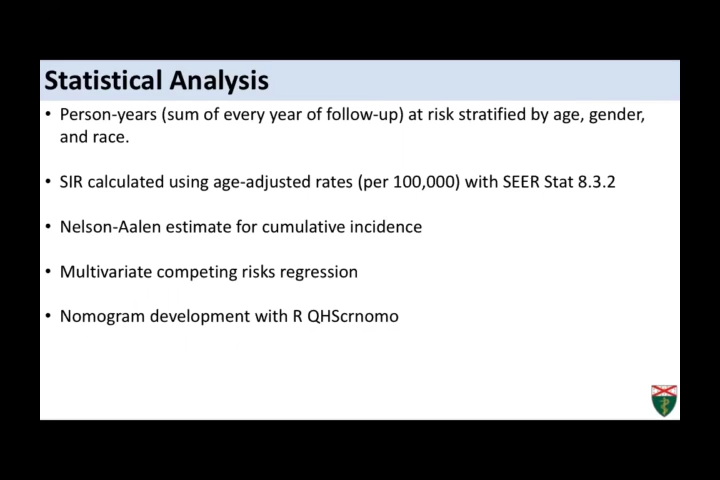 Statistical Analysis
• Person-years (sum of every year of follow-up) at risk stratified by age, gender,
and race.
• SIR calculated using age-adjusted rates (per 100,000) with SEER Stat 8.3.2
• Nelson-Aalen estimate for cumulative incidence
• Multivariate competing risks regression
• Nomogram development with R QHScrnomo